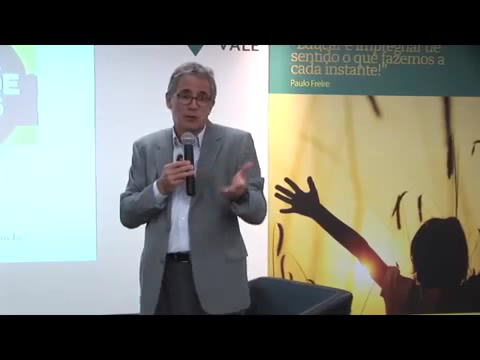 VALE
"Educar é impregnar de
sentido o que fazemos a
cada instante!"
Paulo Freire